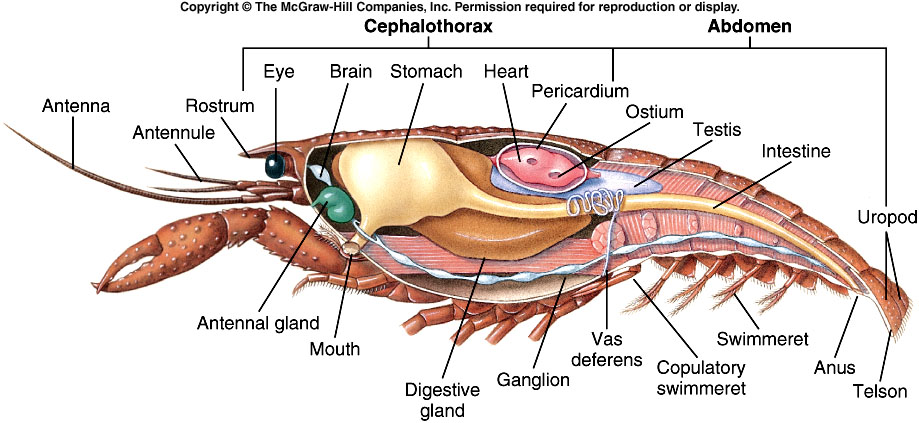 Copyright © The McGraw-Hill Companies, Inc. Permission required for reproduction or display.
Cephalothorax
Abdomen
Eye
Brain
Stomach
Heart
Pericardium
Ostium
Testis
Intestine
Antenna
Rostrum
Antennule
Uropod
Antennal gland
Mouth
Digestive
gland
Ganglion
Vas
deferens
Copulatory
swimmeret
Swimmeret
Anus
Telson